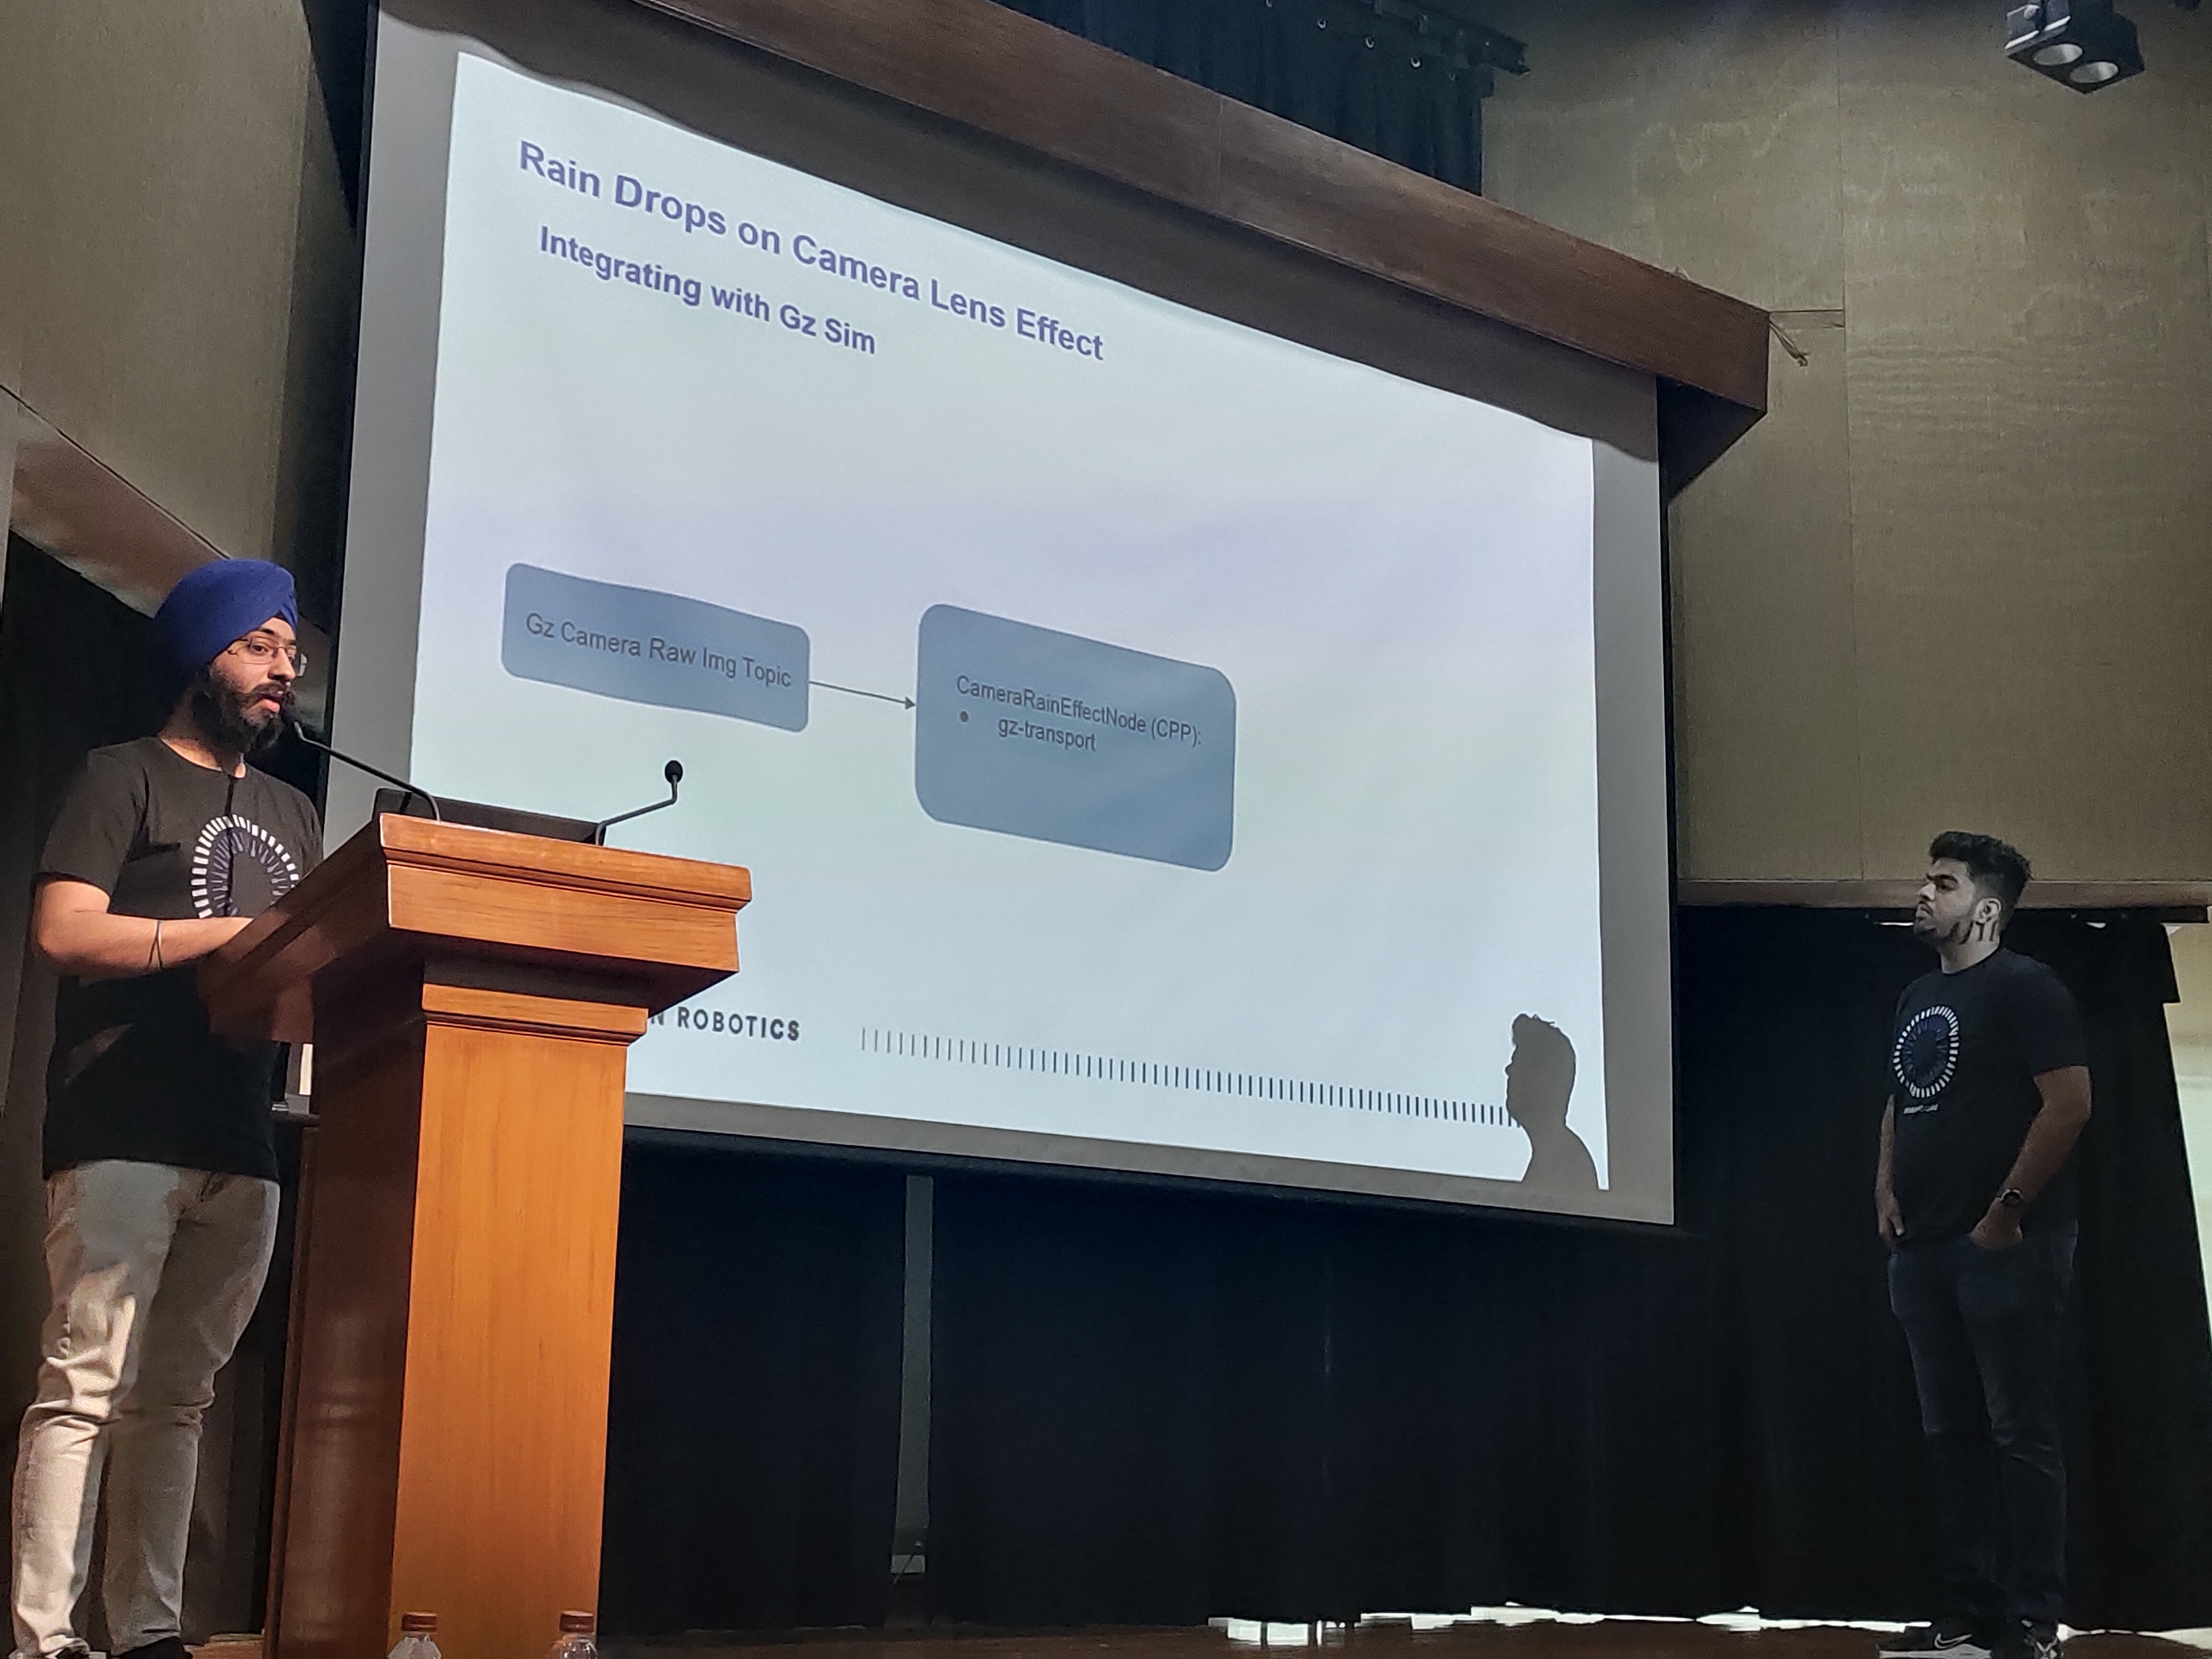 Rain Drops on Camera Lens Effect
Integrating with Gz Sim
Gz Camera Raw Img Topic
CameraRainEffectNode (CPP):
• gz-transport
N ROBOTICS